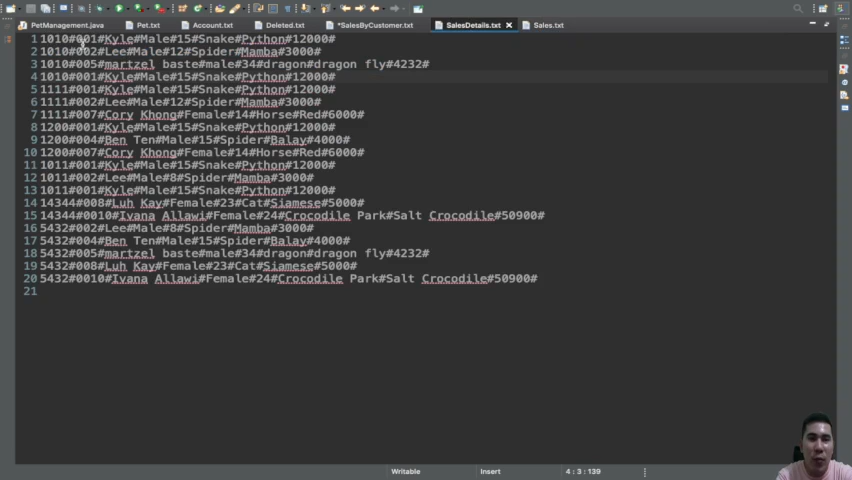 PetManagement.java
Pet.txt
Account.txt
Deleted.txt
*SalesByCustomer.txt
SalesDetails.txt
Sales.txt
1 1010#001#Kyle#Male#15#Snake#Python#12000#
2 1010#002#Lee#Male#12#Spider#Mamba#3000#
3 1010#005#martzel baste#male#34#dragon#dragon fly#4232#
4 1010#001#Kyle#Male#15#Snake#Python#12000#
5 1111#001#Kyle#Male#15#Snake#Python#12000#
6 1111#002#Lee#Male#12#Spider#Mamba#3000#
7 1111#007#Cory Khong#Female#14#Horse#Red#6000#
8 1200#001#Kyle#Male#15#Snake#Python#12000#
9 1200#004#Ben Ten#Male#15#Spider#Balay#4000#
10 1200#007#Cory Khong#Female#14#Horse#Red#6000#
11 1011#001#Kyle#Male#15#Snake#Python#12000#
12 1011#002#Lee#Male#8#Spider#Mamba#3000#
13 1011#001#Kyle#Male#15#Snake#Python#12000#
14 14344#008#Luh Kay#Female#23#Cat#Siamese#5000#
15 14344#0010#Ivana Allawi#Female#24#Crocodile Park#Salt Crocodile#50900#
16 5432#002#Lee#Male#8#Spider#Mamba#3000#
17 5432#004#Ben Ten#Male#15#Spider#Balay#4000#
18 5432#005#martzel baste#male#34#dragon#dragon fly#4232#
19 5432#008#Luh Kay#Female#23#Cat#Siamese#5000#
20 5432#0010#Ivana Allawi#Female#24#Crocodile Park#Salt Crocodile#50900#
21
Writable
Insert
4 : 3 : 139